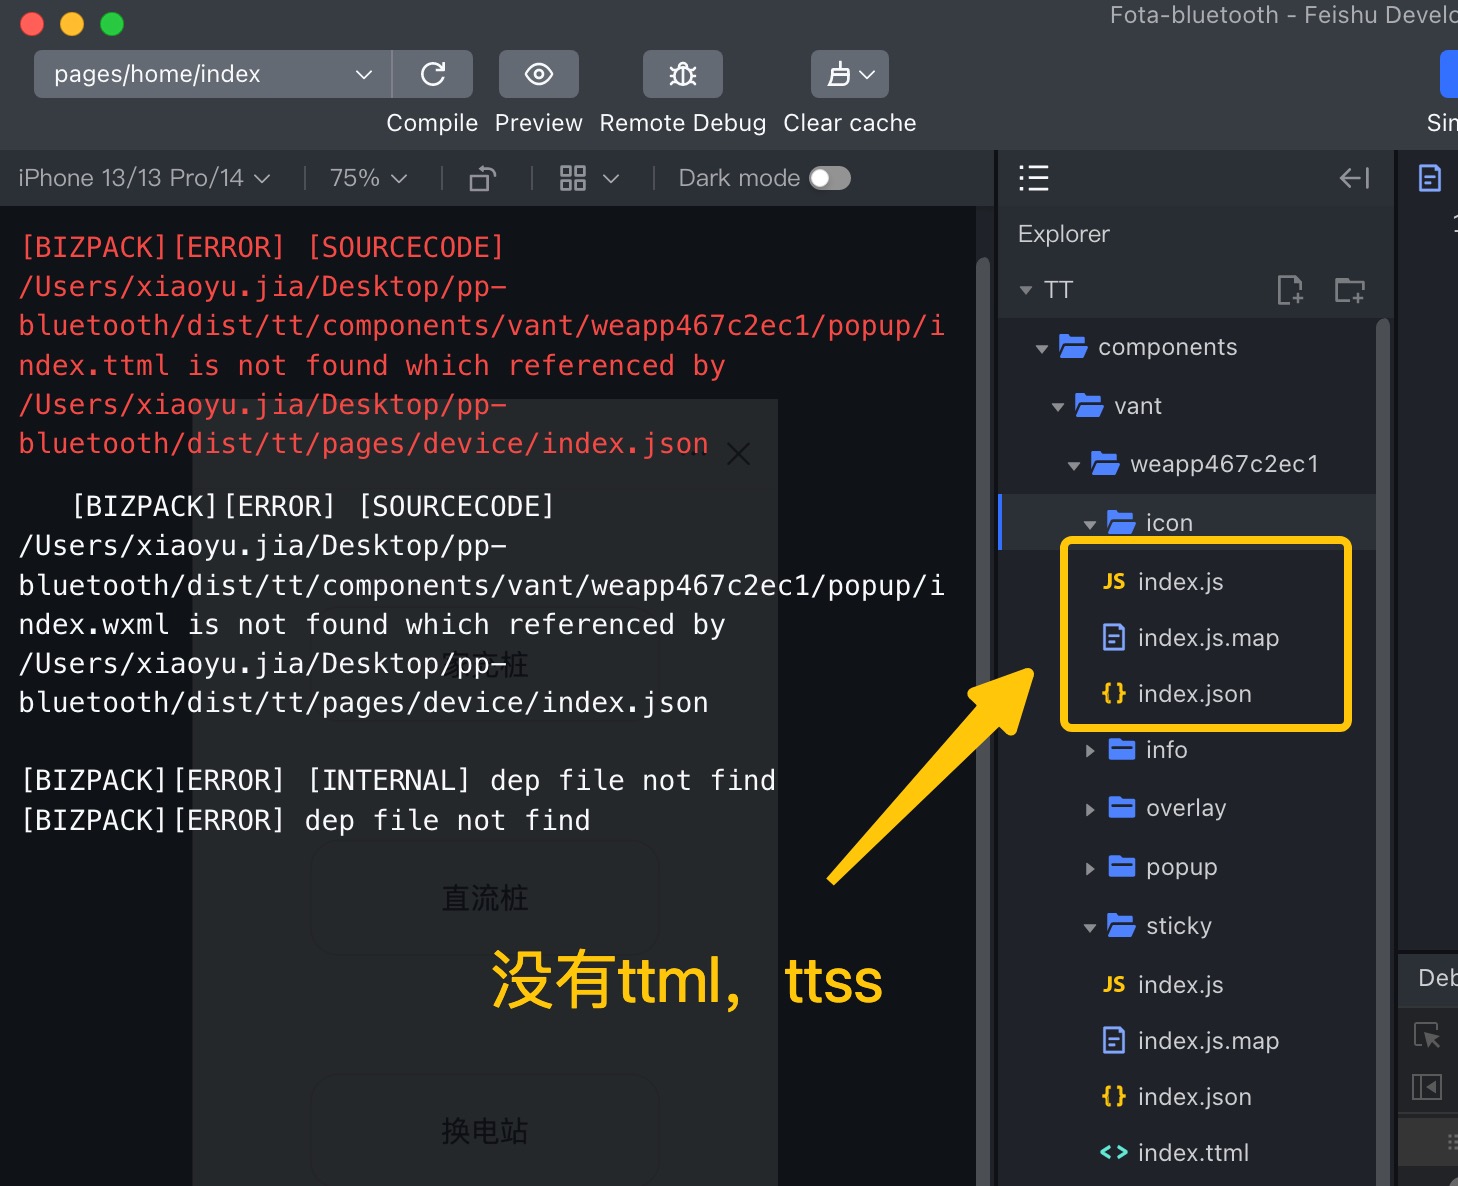 Fota-bluetooth - Feishu Develo
pages/home/index
Compile Preview Remote Debug Clear cache
Sim
iPhone 13/13 Pro/14 75% Dark mode
[BIZPACK][ERROR] [SOURCECODE]
/Users/xiaoyu.jia/Desktop/pp-
bluetooth/dist/tt/components/vant/weapp467c2ec1/popup/i
ndex.ttml is not found which referenced by
/Users/xiaoyu.jia/Desktop/pp-
bluetooth/dist/tt/pages/device/index.json
[BIZPACK][ERROR] [SOURCECODE]
/Users/xiaoyu.jia/Desktop/pp-
bluetooth/dist/tt/components/vant/weapp467c2ec1/popup/i
ndex.wxml is not found which referenced by
/Users/xiaoyu.jia/Desktop/pp-
bluetooth/dist/tt/pages/device/index.json
[BIZPACK][ERROR] [INTERNAL] dep file not find
[BIZPACK][ERROR] dep file not find
直流桩
没有ttml，ttss
换电站
Explorer
TT
components
vant
weapp467c2ec1
icon
JS index.js
index.js.map
{} index.json
info
overlay
popup
sticky
JS index.js
index.js.map
{} index.json
<> index.ttml
1
Deb